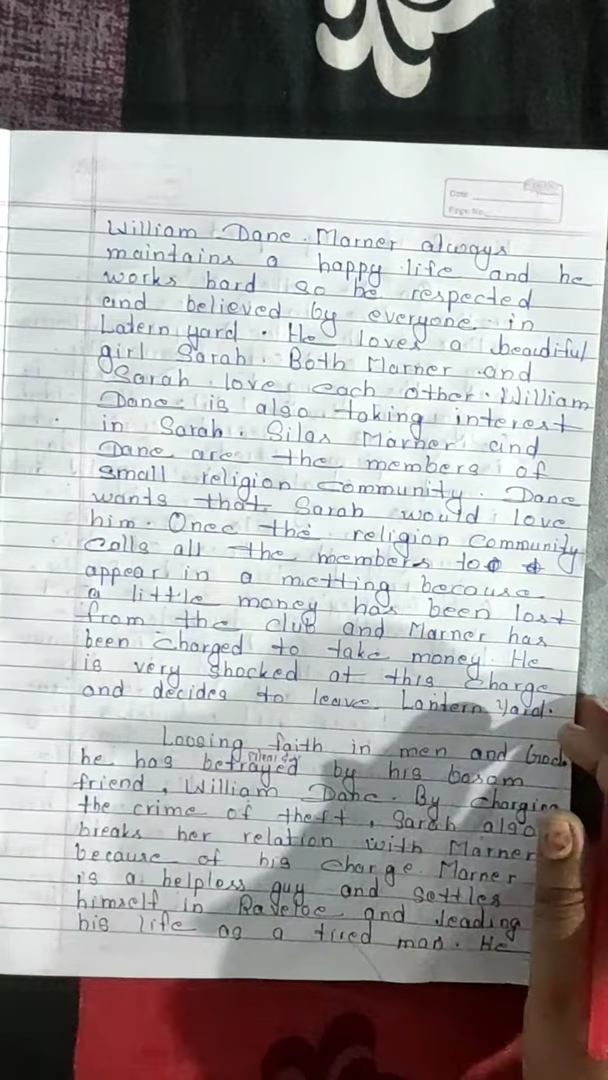 Date
Page No.
William Dane. Marner always
maintains a happy life and he
works hard so be respected
and believed by everyone in
Latern yard. He loves a beautiful
girl Sarah. Both Marner and
Sarah love each other. William
Dane is also taking interest
in Sarah. Silas Marner and
Dane are the members of
small religion community. Dane
wants that Sarah would love
him. Once the religion community
calls all the members to
appear in a metting because
a little money has been lost
from the club and Marner has
been charged to take money. He
is very shocked at this charge
and decides to leave Lantern Yard.
Loosing faith in men and God.
he has betrayed by his basam
friend, William Dane. By charging
the crime of theft, Sarah also
breaks her relation with Marner
because of his charge. Marner
is a helpless guy and settles
himself in Raveloe and leading
his life as a tired man. He